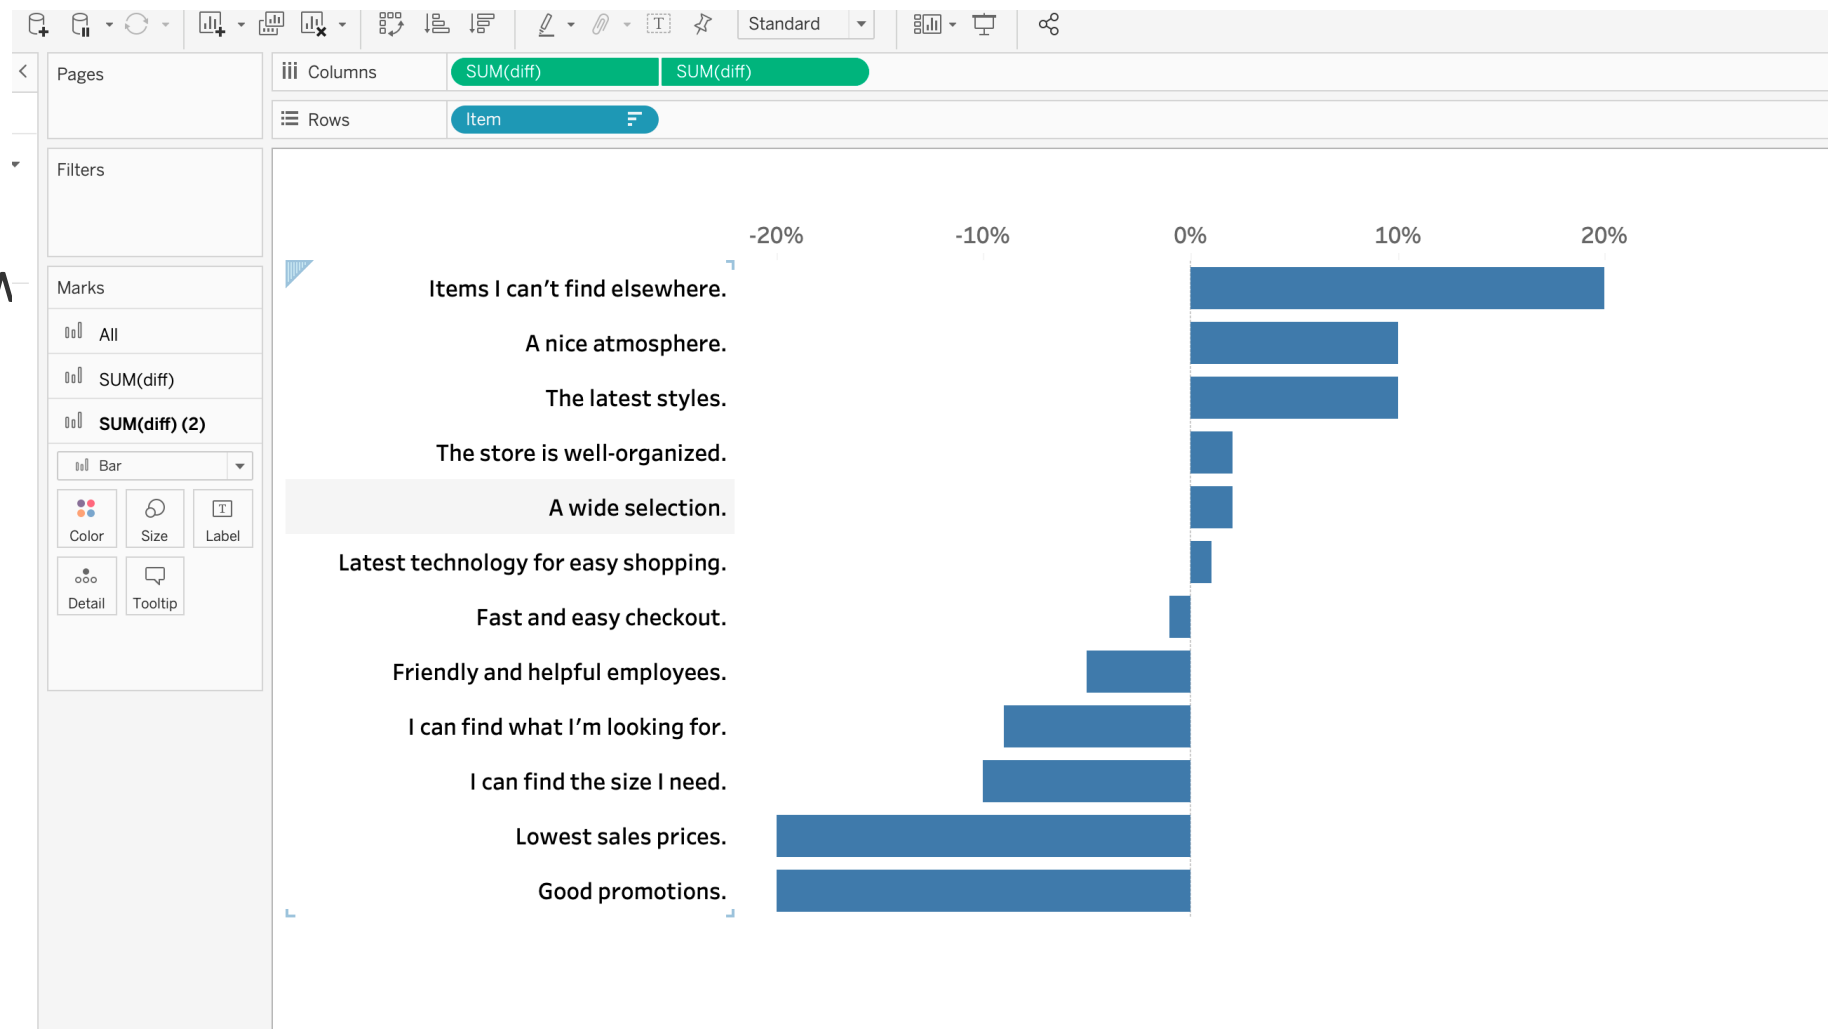 Standard
Pages
Columns
SUM(diff)
SUM(diff)
Rows
Item
Filters
Marks
All
SUM(diff)
SUM(diff) (2)
Bar
Color
Size
T
Label
Detail
Tooltip
-20%
-10%
0%
10%
20%
Items I can’t find elsewhere.
A nice atmosphere.
The latest styles.
The store is well-organized.
A wide selection.
Latest technology for easy shopping.
Fast and easy checkout.
Friendly and helpful employees.
I can find what I’m looking for.
I can find the size I need.
Lowest sales prices.
Good promotions.